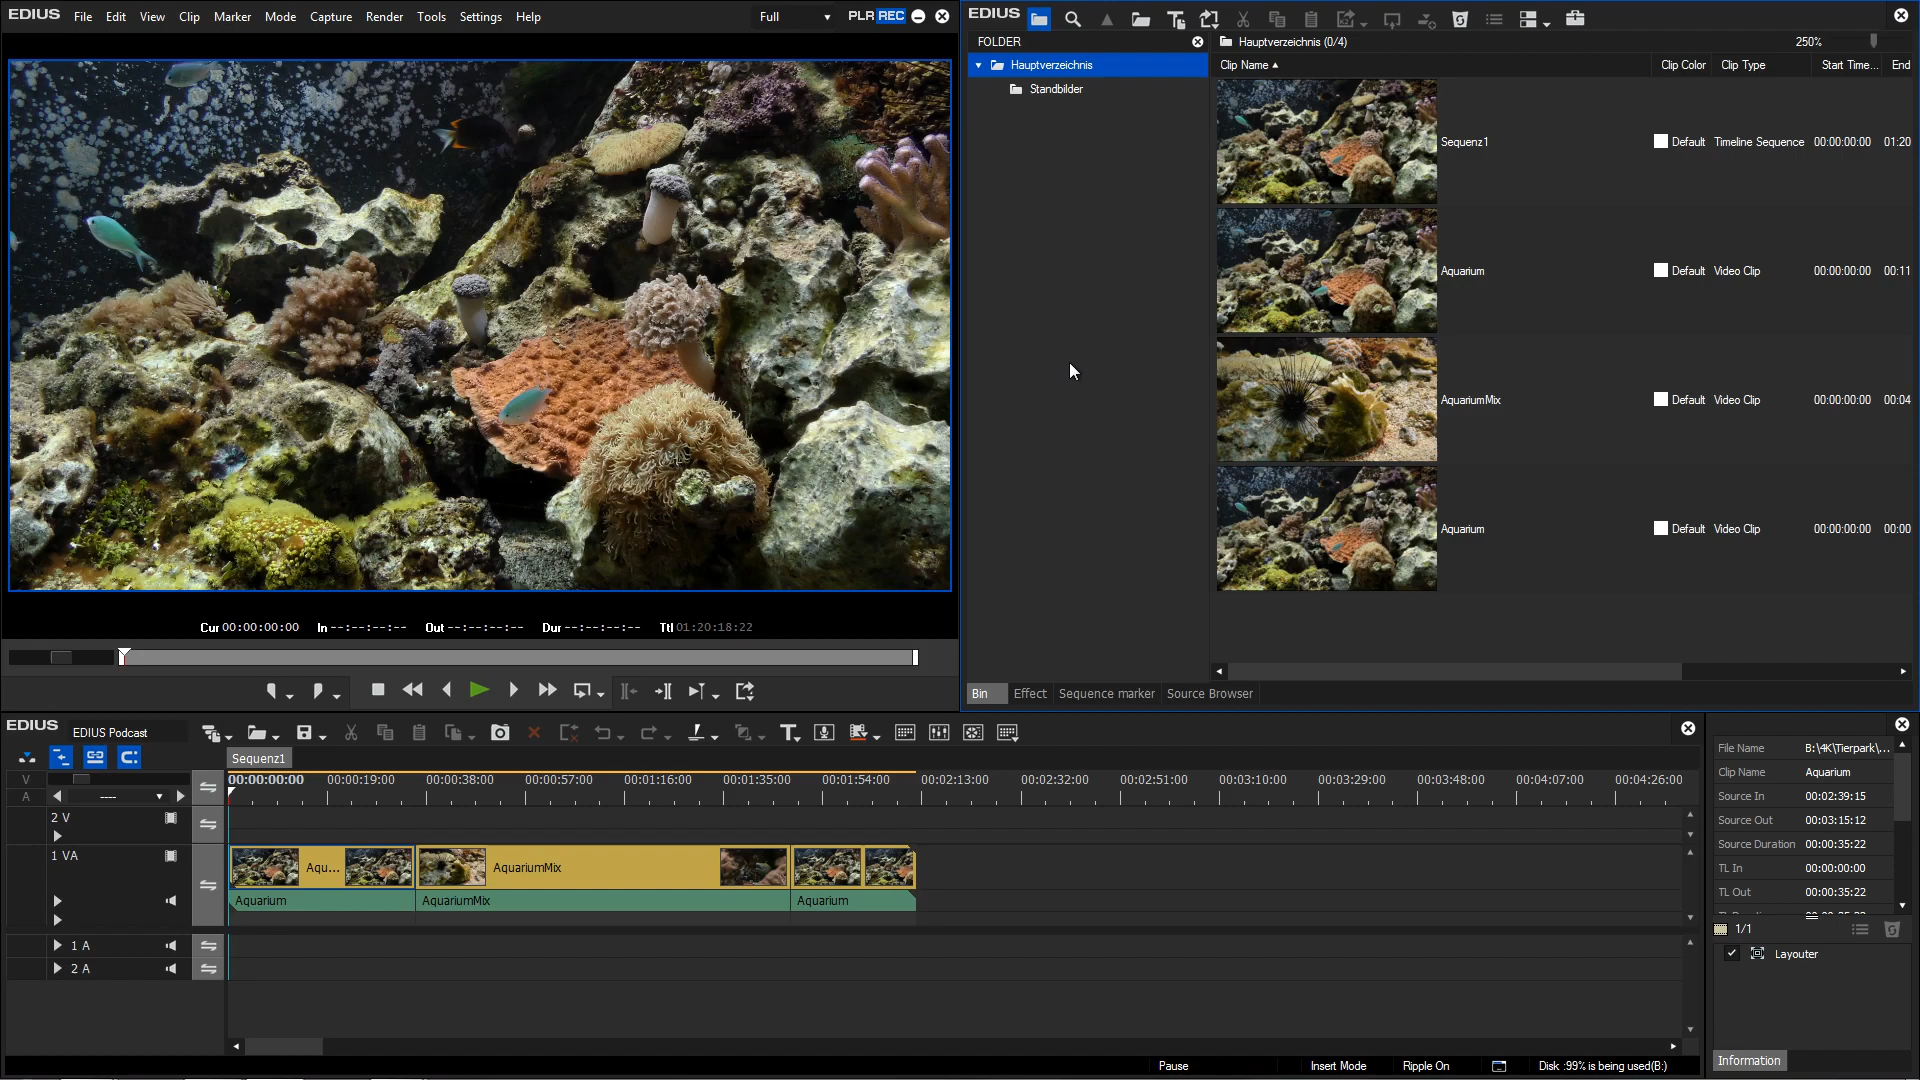 EDIUS File Edit View Clip Marker Mode Capture Render Tools Settings Help Full PLR REC
Cur 00:00:00:00 In --:--:--:-- Out --:--:--:-- Dur --:--:--:-- Ttl 01:20:18:22
EDIUS
FOLDER
Hauptverzeichnis
Standbilder
Hauptverzeichnis (0/4) 250%
Clip Name Clip Color Clip Type Start Time... End
Sequenz1 Default Timeline Sequence 00:00:00:00 01:20
Aquarium Default Video Clip 00:00:00:00 00:11
AquariumMix Default Video Clip 00:00:00:00 00:04
Aquarium Default Video Clip 00:00:00:00 00:00
Bin Effect Sequence marker Source Browser
EDIUS EDIUS Podcast
Sequenz1
00:00:00:00 00:00:19:00 00:00:38:00 00:00:57:00 00:01:16:00 00:01:35:00 00:01:54:00 00:02:13:00 00:02:32:00 00:02:51:00 00:03:10:00 00:03:29:00 00:03:48:00 00:04:07:00 00:04:26:00
V
A ----
2 V
1 VA
Aqu... AquariumMix
Aquarium AquariumMix Aquarium
1 A
2 A
File Name B:\4K\Tierpark\...
Clip Name Aquarium
Source In 00:02:39:15
Source Out 00:03:15:12
Source Duration 00:00:35:22
TL In 00:00:00:00
TL Out 00:00:35:22
1/1
Layouter
Information
Pause Insert Mode Ripple On Disk :99% is being used(B:)